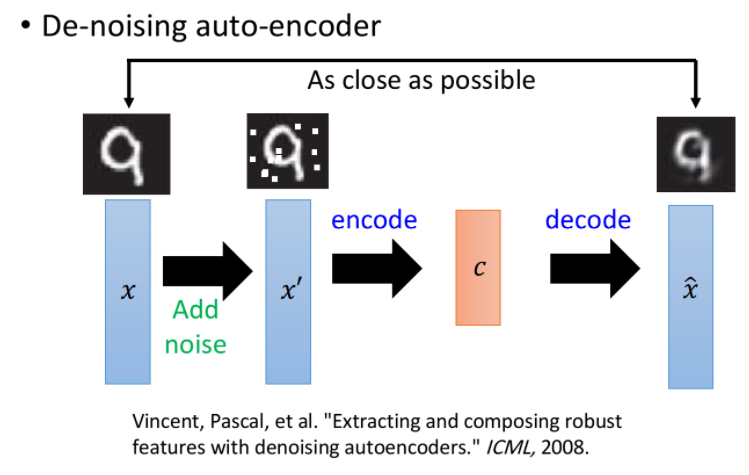 • De-noising auto-encoder
As close as possible
encode
decode
x
x′
c
x̂
Add
noise
Vincent, Pascal, et al. "Extracting and composing robust
features with denoising autoencoders." ICML, 2008.